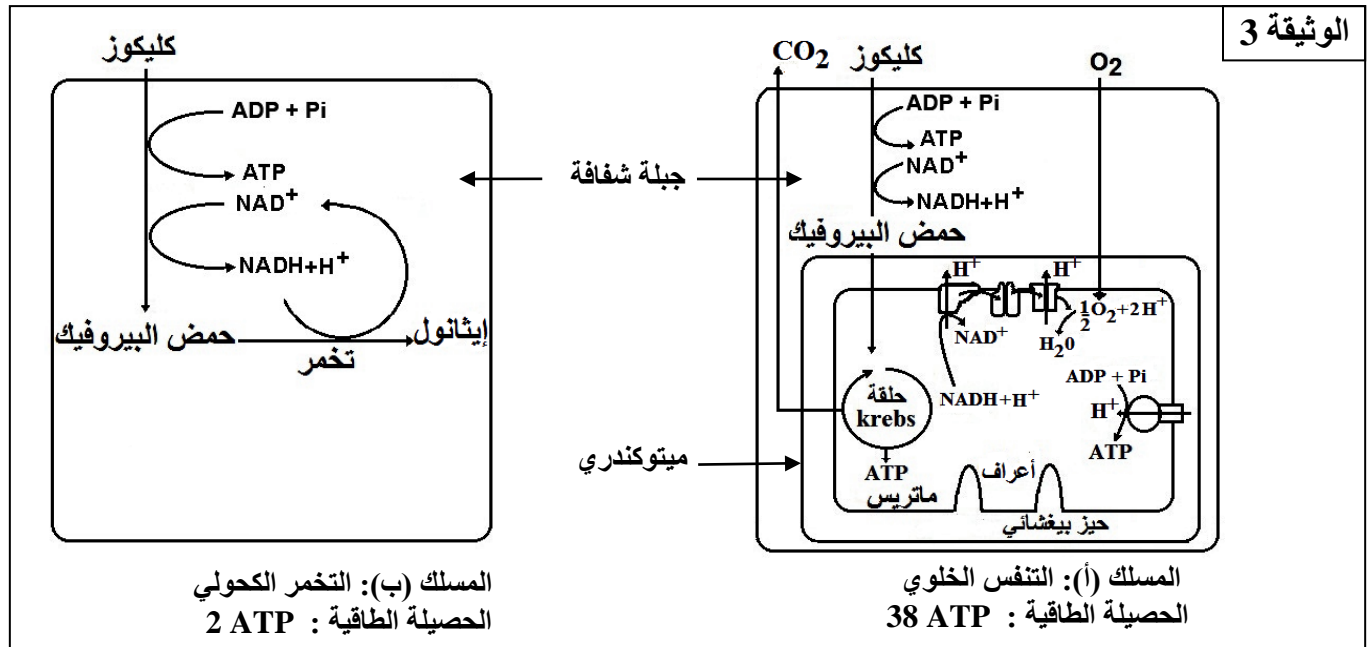 الوثيقة 3
CO2 كليكوز O2
ADP + Pi
ATP
NAD+
NADH+H+
حمض البيروفيك
H+ H+
1/2 O2+2H+
NAD+
H20
ADP + Pi
NADH+H+
H+
ATP
حلقة
krebs
ATP
أعراف
ماتريس
حيز بيغشائي
المسلك (أ): التنفس الخلوي
الحصيلة الطاقية : 38 ATP
جبلة شفافة
ميتوكندري
كليكوز
ADP + Pi
ATP
NAD+
NADH+H+
حمض البيروفيك
إيثانول
تخمر
المسلك (ب): التخمر الكحولي
الحصيلة الطاقية : 2 ATP